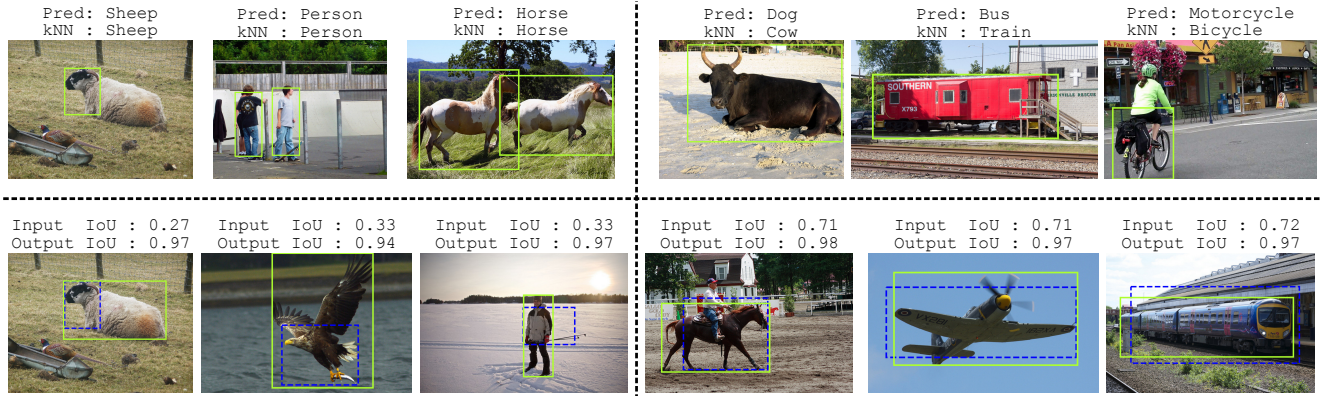 Pred: Sheep
kNN : Sheep
Pred: Person
kNN : Person
Pred: Horse
kNN : Horse
Pred: Dog
kNN : Cow
Pred: Bus
kNN : Train
Pred: Motorcycle
kNN : Bicycle
SOUTHERN
X793
Input IoU : 0.27
Output IoU : 0.97
Input IoU : 0.33
Output IoU : 0.94
Input IoU : 0.33
Output IoU : 0.97
Input IoU : 0.71
Output IoU : 0.98
Input IoU : 0.71
Output IoU : 0.97
Input IoU : 0.72
Output IoU : 0.97